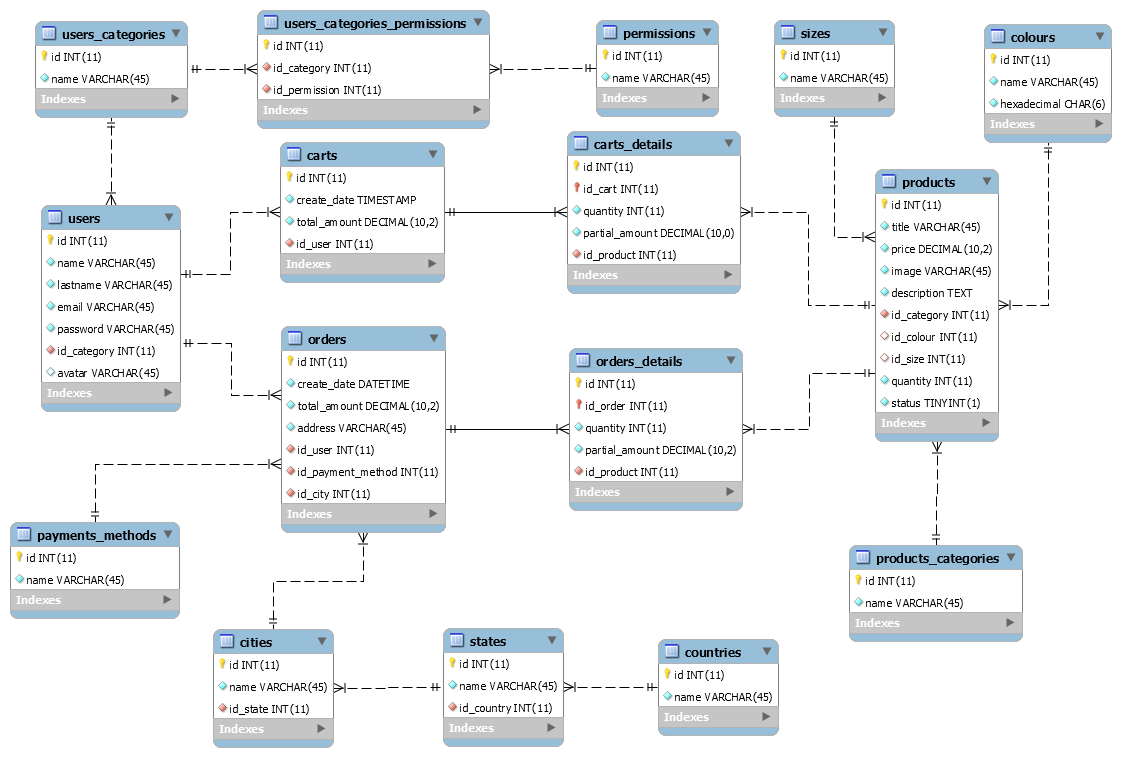 users_categories
id INT(11)
name VARCHAR(45)
Indexes
users_categories_permissions
id INT(11)
id_category INT(11)
id_permission INT(11)
Indexes
permissions
id INT(11)
name VARCHAR(45)
Indexes
sizes
id INT(11)
name VARCHAR(45)
Indexes
colours
id INT(11)
name VARCHAR(45)
hexadecimal CHAR(6)
Indexes
carts
id INT(11)
create_date TIMESTAMP
total_amount DECIMAL(10,2)
id_user INT(11)
Indexes
carts_details
id INT(11)
id_cart INT(11)
quantity INT(11)
partial_amount DECIMAL(10,0)
id_product INT(11)
Indexes
products
id INT(11)
title VARCHAR(45)
price DECIMAL(10,2)
image VARCHAR(45)
description TEXT
id_category INT(11)
id_colour INT(11)
id_size INT(11)
quantity INT(11)
status TINYINT(1)
Indexes
users
id INT(11)
name VARCHAR(45)
lastname VARCHAR(45)
email VARCHAR(45)
password VARCHAR(45)
id_category INT(11)
avatar VARCHAR(45)
Indexes
orders
id INT(11)
create_date DATETIME
total_amount DECIMAL(10,2)
address VARCHAR(45)
id_user INT(11)
id_payment_method INT(11)
id_city INT(11)
Indexes
orders_details
id INT(11)
id_order INT(11)
quantity INT(11)
partial_amount DECIMAL(10,2)
id_product INT(11)
Indexes
payments_methods
id INT(11)
name VARCHAR(45)
Indexes
products_categories
id INT(11)
name VARCHAR(45)
Indexes
cities
id INT(11)
name VARCHAR(45)
id_state INT(11)
Indexes
states
id INT(11)
name VARCHAR(45)
id_country INT(11)
Indexes
countries
id INT(11)
name VARCHAR(45)
Indexes